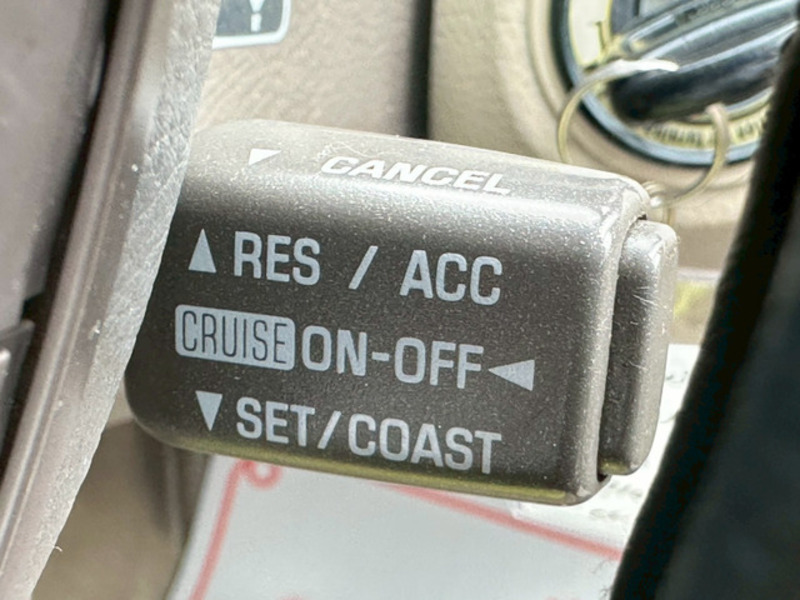 CANCEL
RES / ACC
CRUISE ON-OFF
SET/COAST